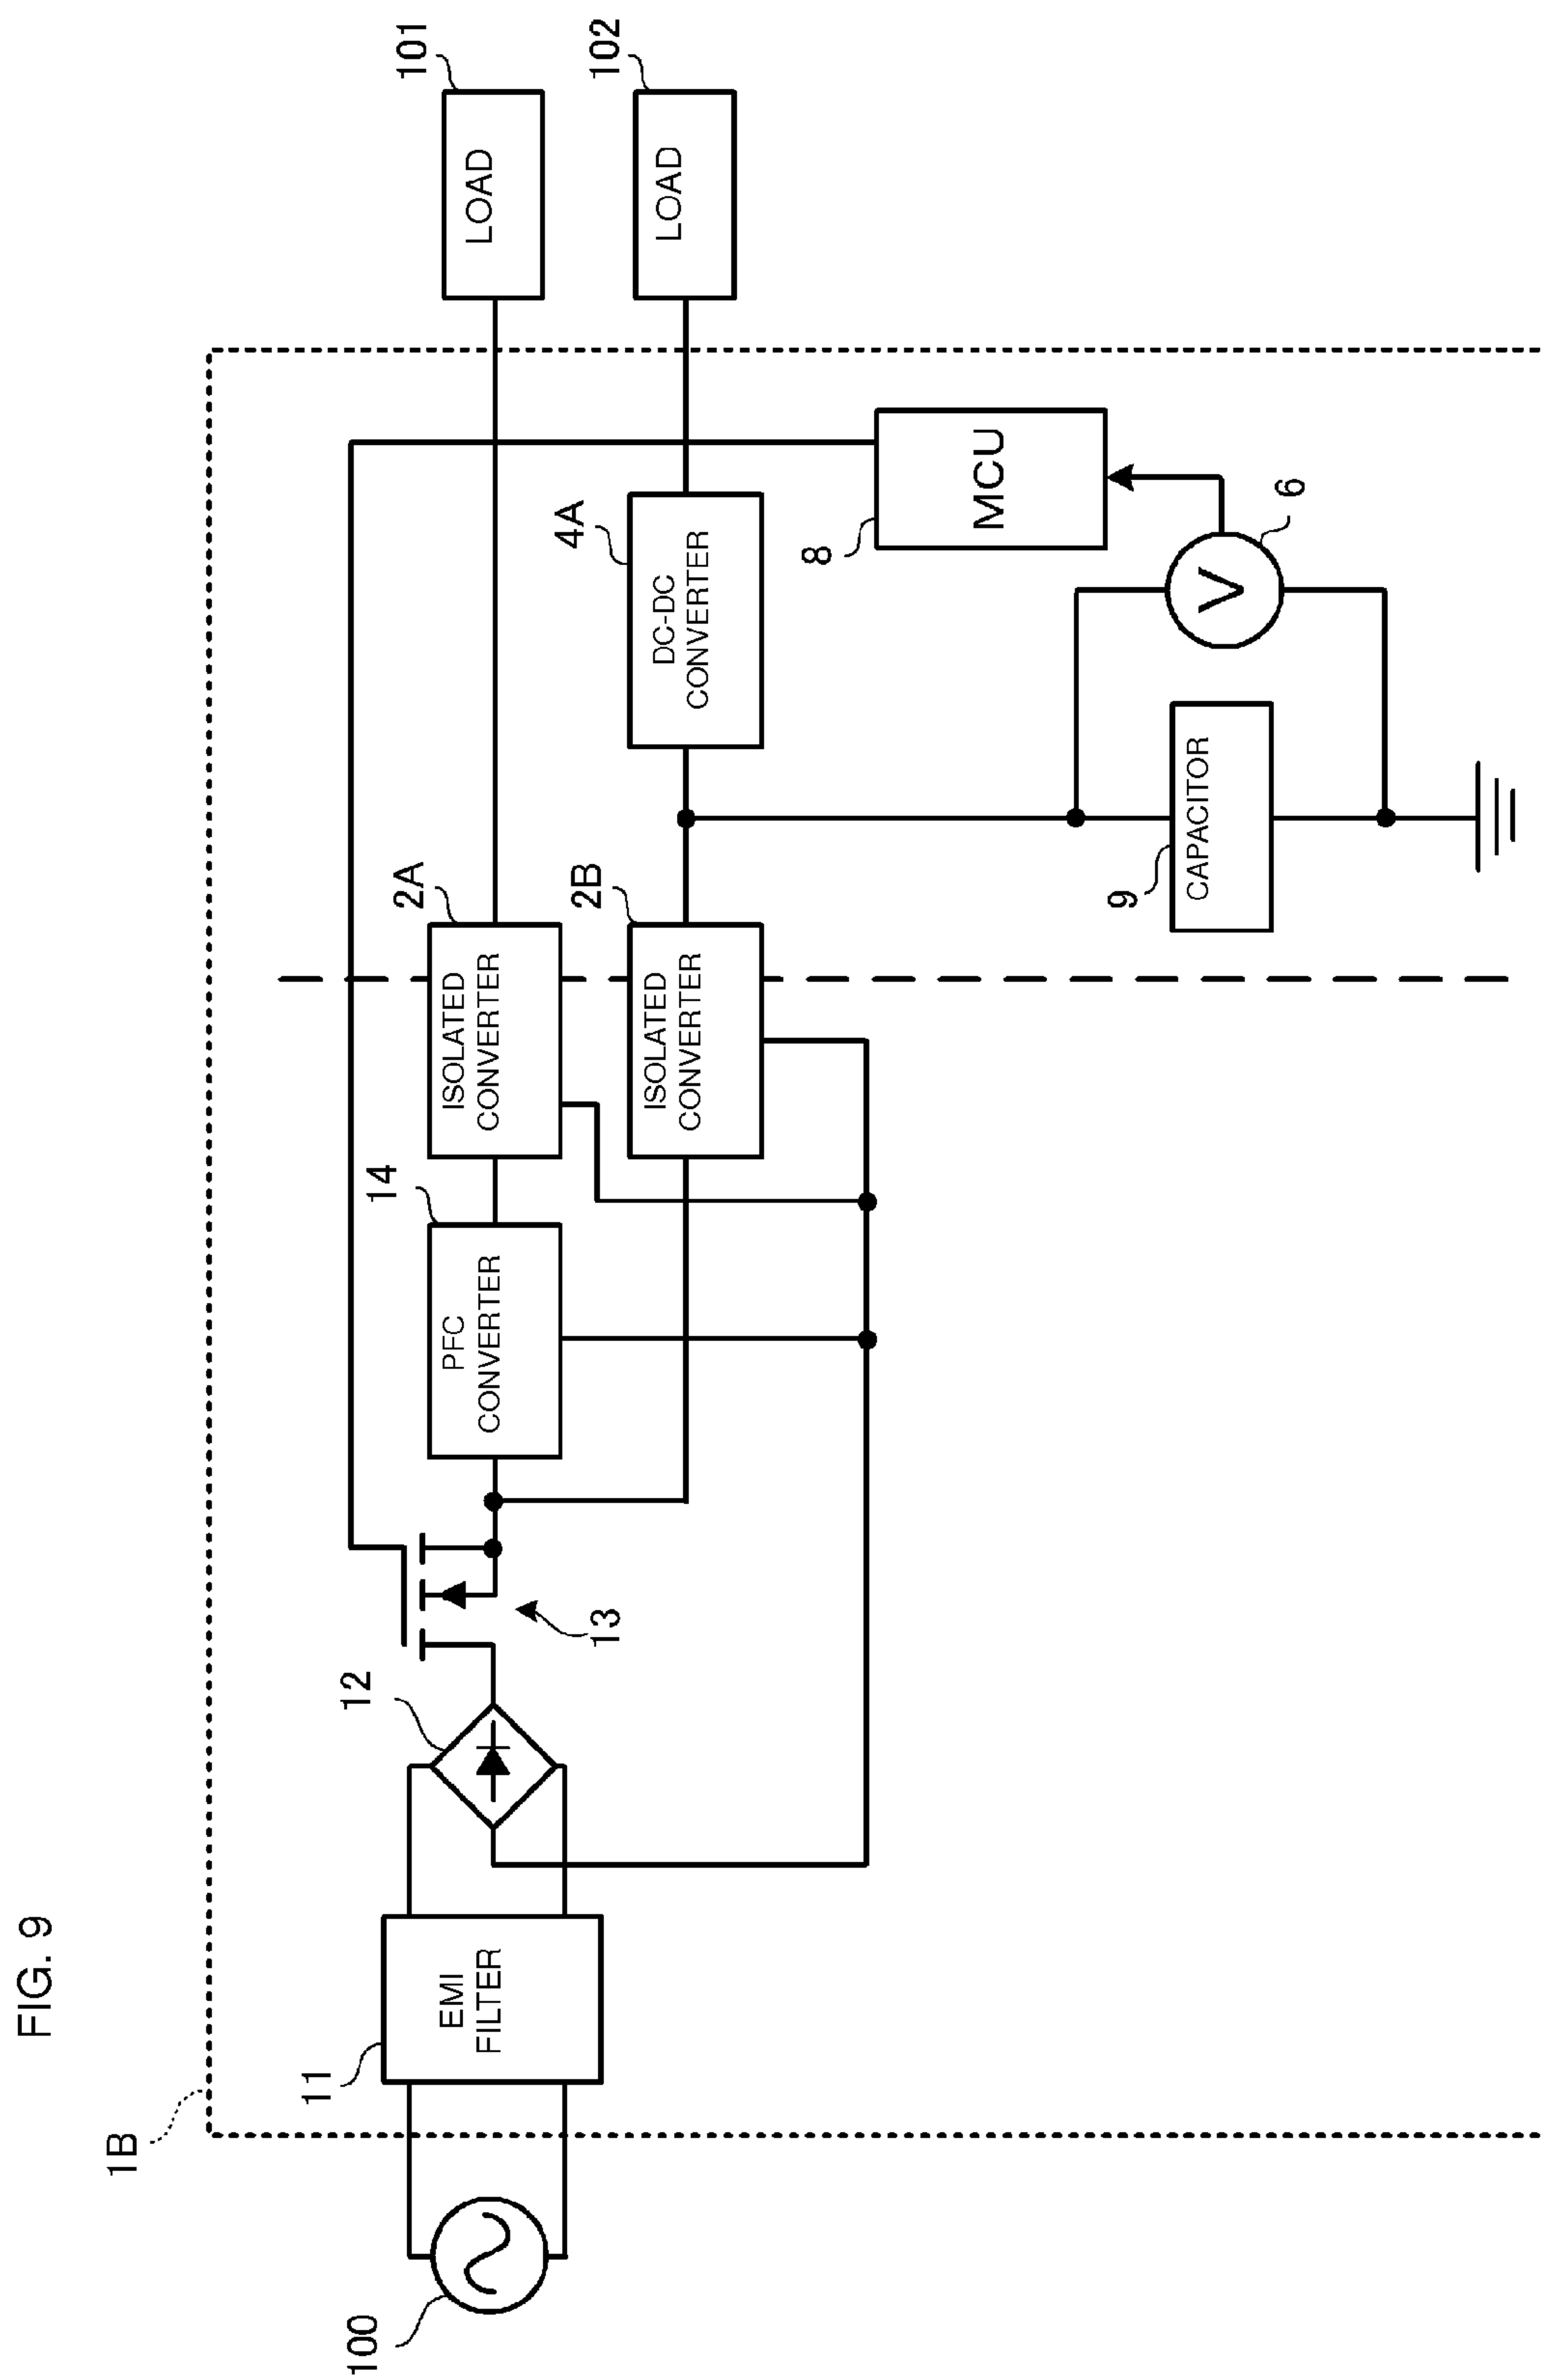 FIG. 9
1B
100
11
EMI
FILTER
12
13
14
PFC
CONVERTER
2A
ISOLATED
CONVERTER
2B
ISOLATED
CONVERTER
4A
DC-DC
CONVERTER
101
LOAD
102
LOAD
8
MCU
6
V
9
CAPACITOR